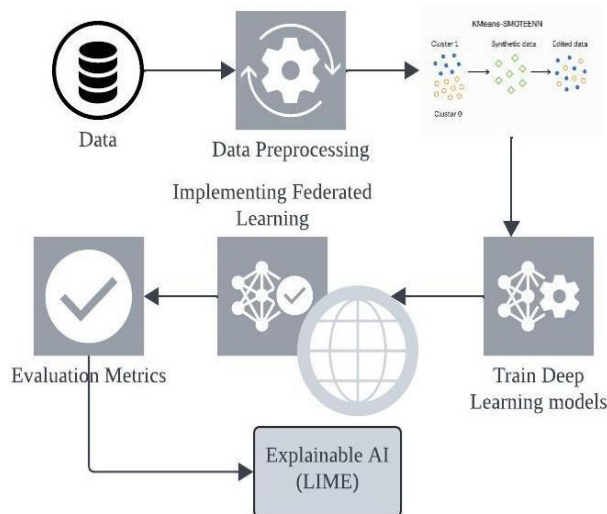 KMeans-SMOTEENN
Cluster 1
Synthetic data
Edited data
Cluster 0
Data
Data Preprocessing
Implementing Federated
Learning
Evaluation Metrics
Train Deep
Learning models
Explainable AI
(LIME)